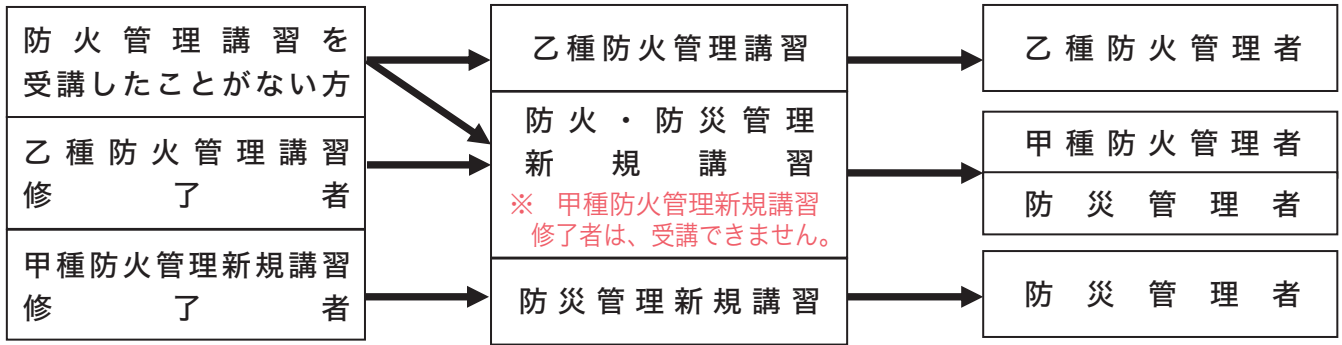 防火管理講習を
受講したことがない方
乙種防火管理講習
修了者
甲種防火管理新規講習
修了者
乙種防火管理講習
防火・防災管理
新規講習
※ 甲種防火管理新規講習
修了者は、受講できません。
防災管理新規講習
乙種防火管理者
甲種防火管理者
防災管理者
防災管理者